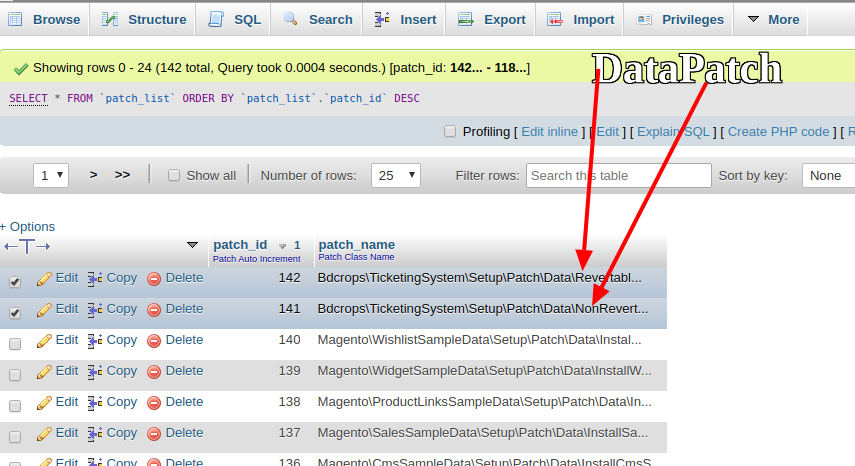 Browse Structure SQL Search Insert Export Import Privileges More
Showing rows 0 - 24 (142 total, Query took 0.0004 seconds.) [patch_id: 142... - 118...]
DataPatch
SELECT * FROM `patch_list` ORDER BY `patch_list`.`patch_id` DESC
Profiling [ Edit inline ] [ Edit ] [ Explain SQL ] [ Create PHP code ] [ R
1 > >> Show all Number of rows: 25 Filter rows: Search this table Sort by key: None
+ Options
←T→ patch_id 1 patch_name
Patch Auto Increment Patch Class Name
Edit Copy Delete 142 Bdcrops\TicketingSystem\Setup\Patch\Data\Revertabl...
Edit Copy Delete 141 Bdcrops\TicketingSystem\Setup\Patch\Data\NonRevert...
Edit Copy Delete 140 Magento\WishlistSampleData\Setup\Patch\Data\Instal...
Edit Copy Delete 139 Magento\WidgetSampleData\Setup\Patch\Data\InstallW...
Edit Copy Delete 138 Magento\ProductLinksSampleData\Setup\Patch\Data\In...
Edit Copy Delete 137 Magento\SalesSampleData\Setup\Patch\Data\InstallSa...
Edit Copy Delete 136 Magento\CmsSampleData\Setup\Patch\Data\InstallCmsS